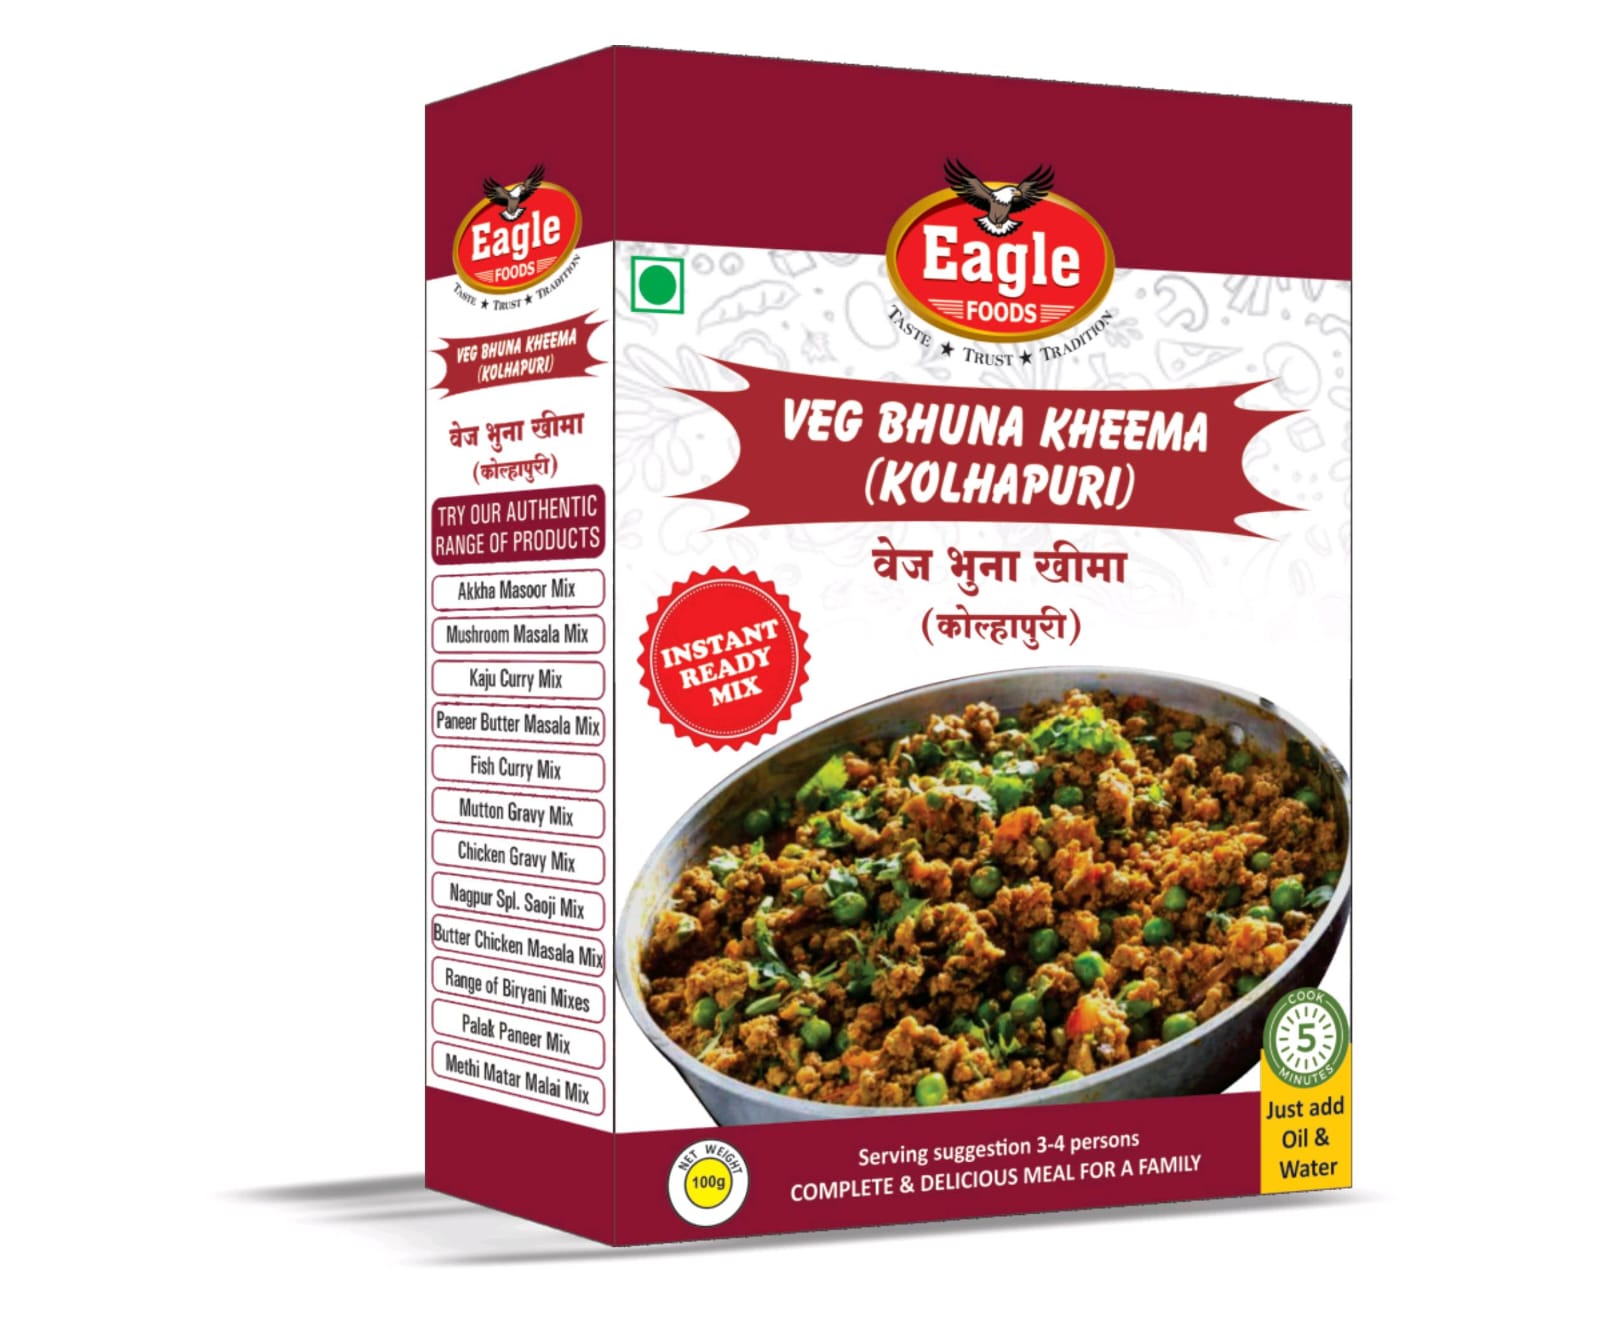 Eagle
FOODS
TASTE ★ TRUST ★ TRADITION
VEG BHUNA KHEEMA
(KOLHAPURI)
वेज भुना खीमा
(कोल्हापुरी)
TRY OUR AUTHENTIC
RANGE OF PRODUCTS
Akkha Masoor Mix
Mushroom Masala Mix
Kaju Curry Mix
Paneer Butter Masala Mix
Fish Curry Mix
Mutton Gravy Mix
Chicken Gravy Mix
Nagpur Spl. Saoji Mix
Butter Chicken Masala Mix
Range of Biryani Mixes
Palak Paneer Mix
Methi Matar Malai Mix
Eagle
FOODS
TASTE ★ TRUST ★ TRADITION
VEG BHUNA KHEEMA
(KOLHAPURI)
वेज भुना खीमा
(कोल्हापुरी)
INSTANT
READY
MIX
COOK
5
MINUTES
Just add
Oil &
Water
NET WEIGHT
100g
Serving suggestion 3-4 persons
COMPLETE & DELICIOUS MEAL FOR A FAMILY